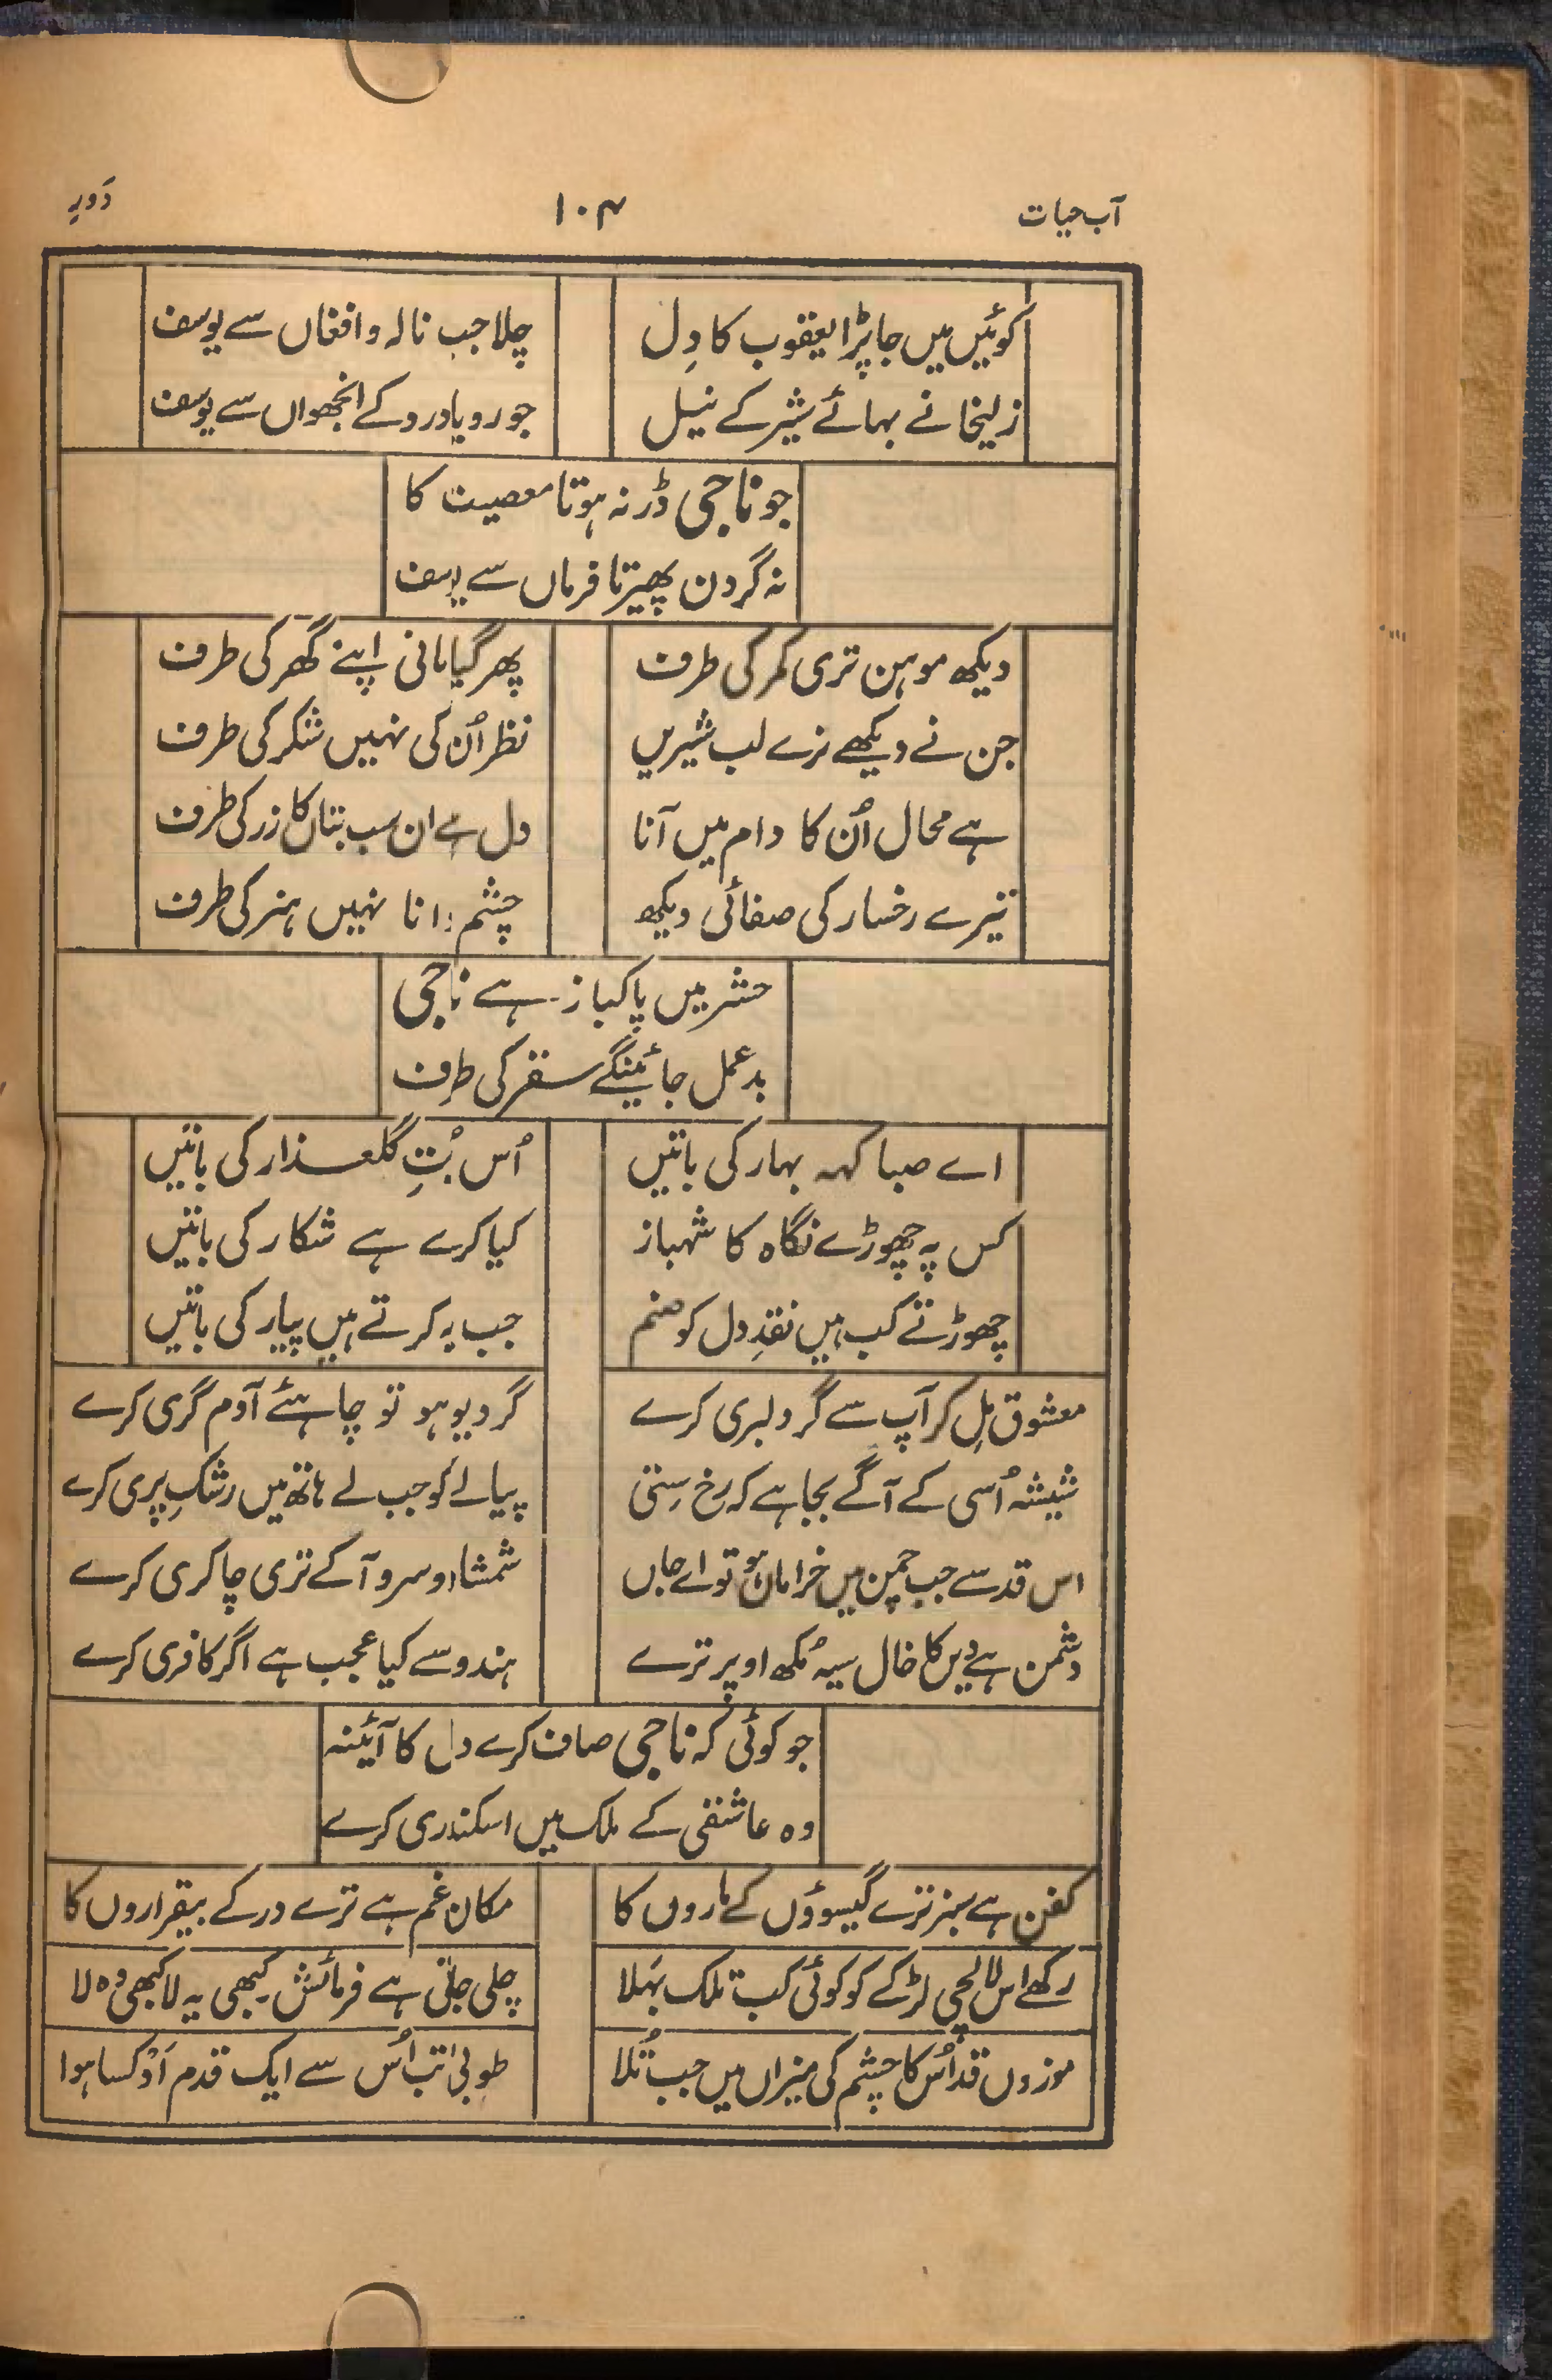 آب حیات
۱۰۴
کوئیں میں جا پڑا یعقوب کا دِل
چلا جب نالہ و افغاں سے یوسف
زلیخا نے بہائے شیر کے نیل
جو رویا درد کے انجھواں سے یوسف
جو ناجی ڈر نہ ہوتا معصیت کا
نہ گردن پھیرتا فرماں سے یوسف
دیکھ موہن تری کمر کی طرف
پھر گیا مانی اپنے گھر کی طرف
جن نے دیکھے ترے لب شیریں
نظر اُن کی نہیں شکر کی طرف
ہے محال اُن کا دام میں آنا
دل ہے ان سب بتاں کا زر کی طرف
تیرے رخسار کی صفائی دیکھ
چشم دانا نہیں ہنر کی طرف
حشر میں پاکباز ہے ناجی
بدعمل جائینگے سقر کی طرف
اے صبا کہہ بہار کی باتیں
اُس بُتِ گلعذار کی باتیں
کس پہ چھوڑے نگاہ کا شہباز
کیا کرے ہے شکار کی باتیں
چھوڑتے کب ہیں نقدِ دل کو صنم
جب یہ کرتے ہیں پیار کی باتیں
معشوق مِل کر آپ سے گر دلبری کرے
گر دیو ہو تو چاہئے آدم گری کرے
شیشہ اُسی کے آگے بجا ہے کہ رخ سِتی
پیالے کو جب لے ہاتھ میں رشکِ پری کرے
اس قد سے جب چمن میں خراماں ہو تو اے جاں
شمشاد و سرو آگے تری چاکری کرے
دشمن ہے دین کا خال سیہ مُکھ اوپر ترے
ہندو سے کیا عجب ہے اگر کافری کرے
جو کوئی کہ ناجی صاف کرے دل کا آئینہ
وہ عاشقی کے ملک میں اسکندری کرے
کفن ہے سبز ترے گیسوؤں کے ماروں کا
مکان غم ہے ترے در کے بیقراروں کا
رکھے اس لالچی لڑکے کو کوئی کب تلک بہلا
چلی جاتی ہے فرمائش کبھی یہ لا کبھی وہ لا
موزوں قد اُس کا چشم کی میزاں میں جب تُلا
طوبیٰ تب اُس سے ایک قدم اَدْ کسا ہوا